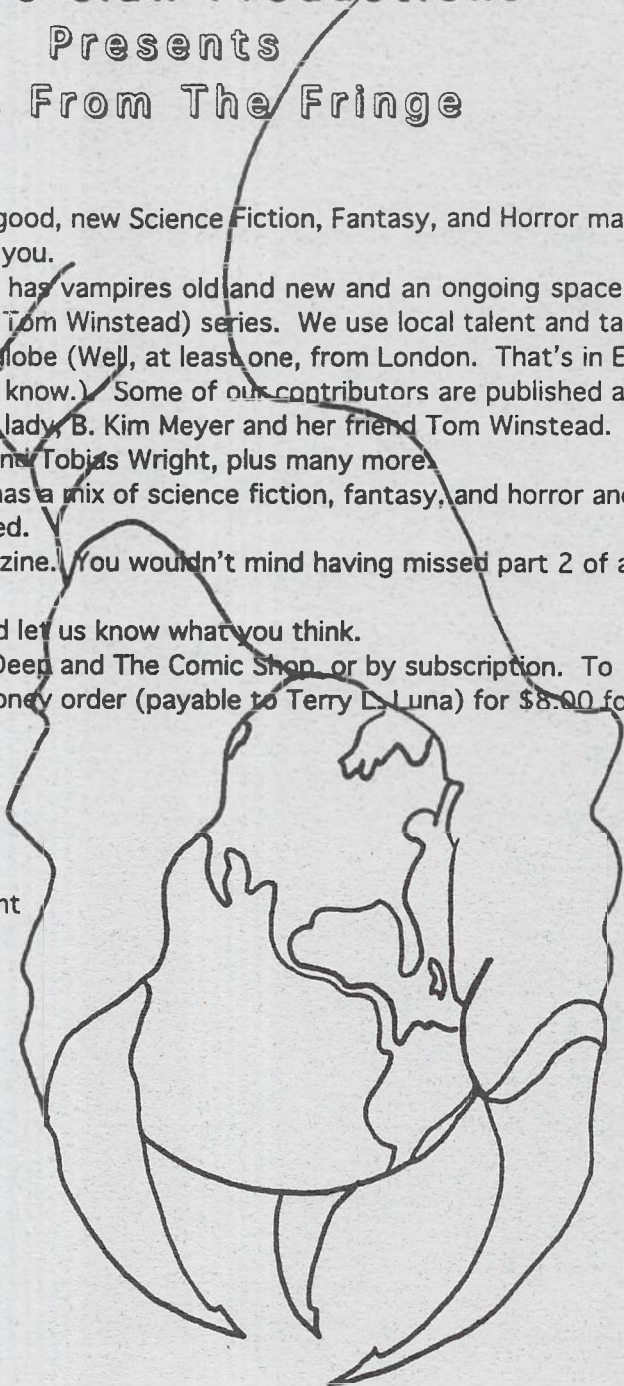 Presents
From The Fringe
good, new Science Fiction, Fantasy, and Horror ma
you.
has vampires old and new and an ongoing space
Tom Winstead) series. We use local talent and ta
lobe (Well, at least one, from London. That's in E
know.). Some of our contributors are published a
lady, B. Kim Meyer and her friend Tom Winstead.
Tobias Wright, plus many more.
has a mix of science fiction, fantasy, and horror and
ed.
zine. You wouldn't mind having missed part 2 of a
d let us know what you think.
Deep and The Comic Shop, or by subscription. To
oney order (payable to Terry L. Luna) for $8.00 fo
nt